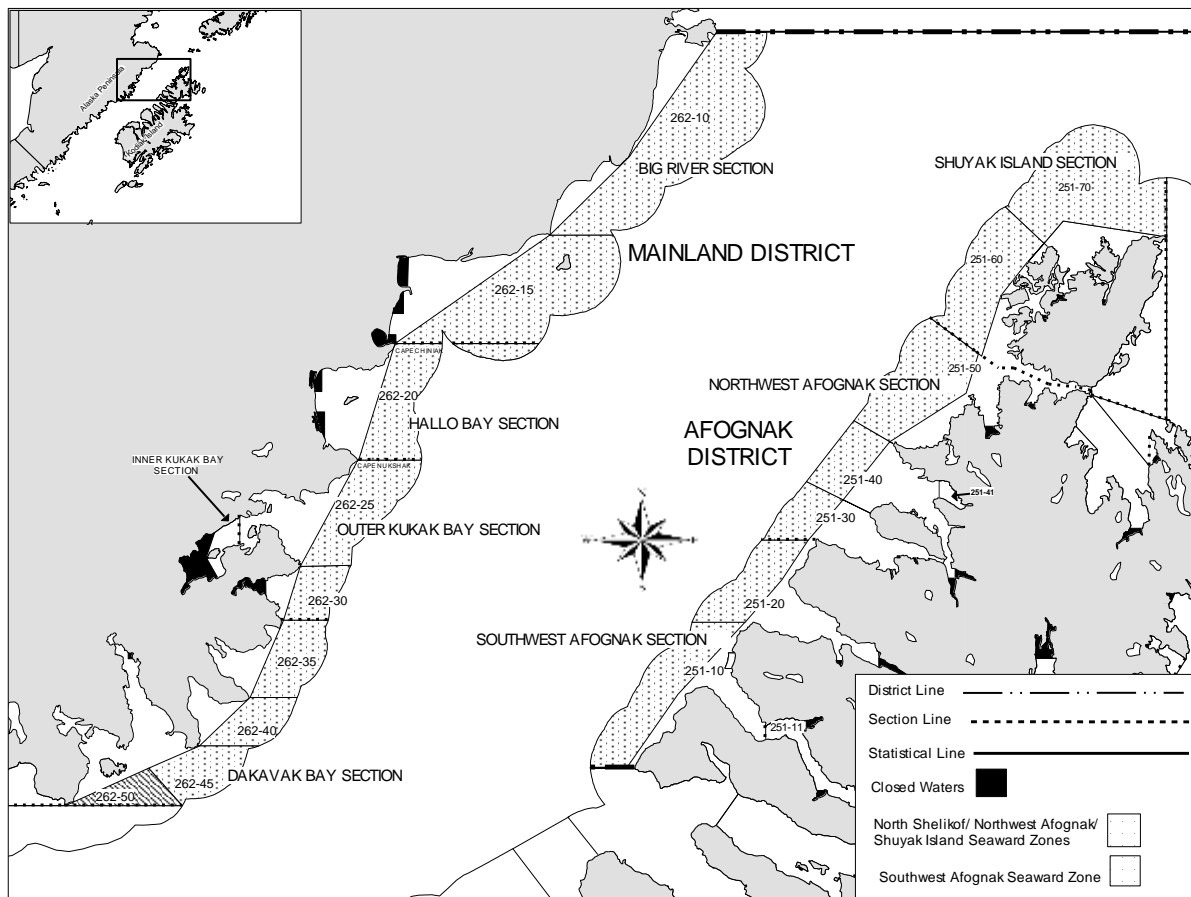 Alaska Peninsula
Kodiak Island
262-10
BIG RIVER SECTION
SHUYAK ISLAND SECTION
251-70
MAINLAND DISTRICT
251-60
262-15
CAPE CHINIAK
251-50
NORTHWEST AFOGNAK SECTION
262-20
HALLO BAY SECTION
AFOGNAK
DISTRICT
INNER KUKAK BAY
SECTION
CAPE NUKSHAK
251-40
251-41
262-25
OUTER KUKAK BAY SECTION
251-30
262-30
251-20
SOUTHWEST AFOGNAK SECTION
262-35
251-10
262-40
251-11
DAKAVAK BAY SECTION
262-45
262-50
District Line
Section Line
Statistical Line
Closed Waters
North Shelikof/ Northwest Afognak/
Shuyak Island Seaward Zones
Southwest Afognak Seaward Zone